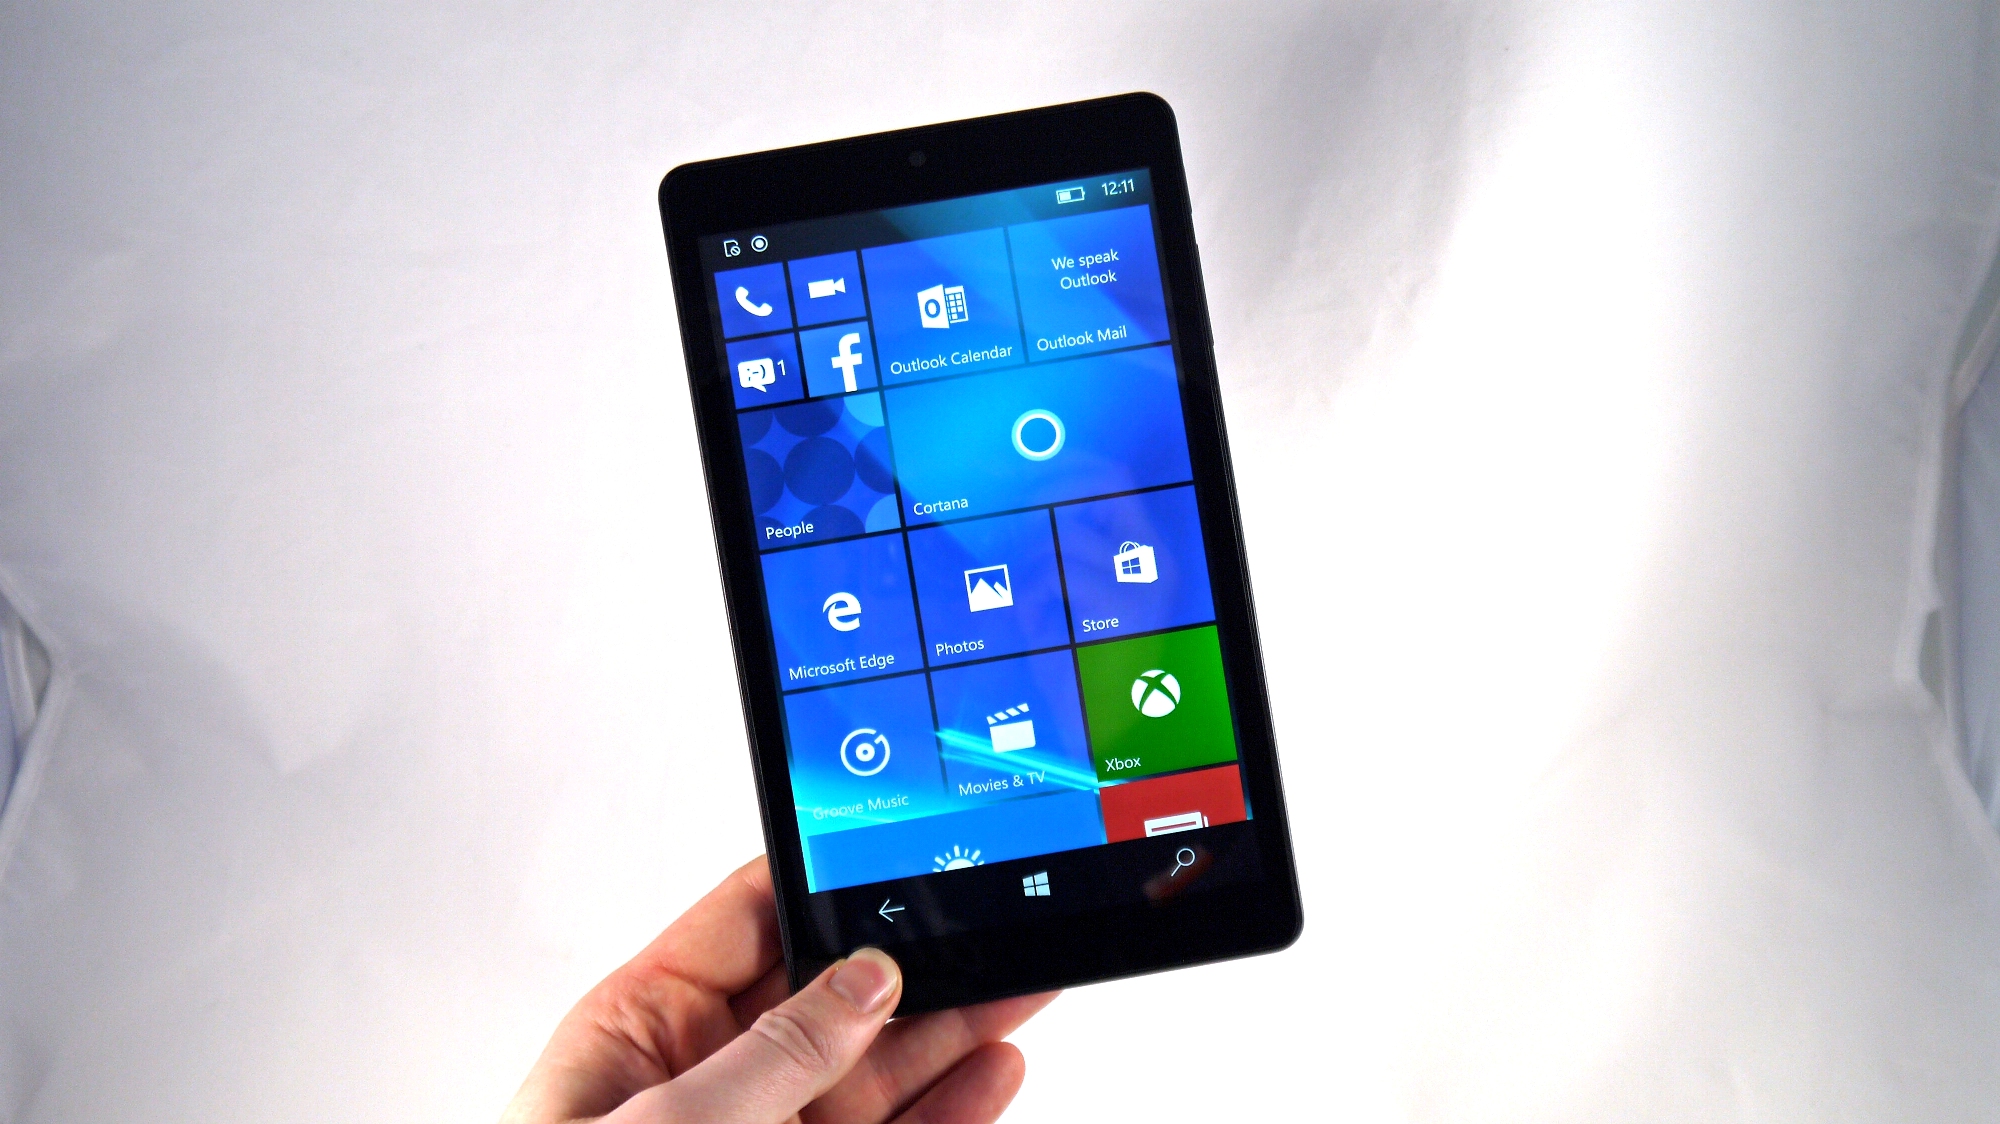 12:11
We speak
Outlook
Outlook Calendar
Outlook Mail
1
People
Cortana
Microsoft Edge
Photos
Store
Groove Music
Movies & TV
Xbox